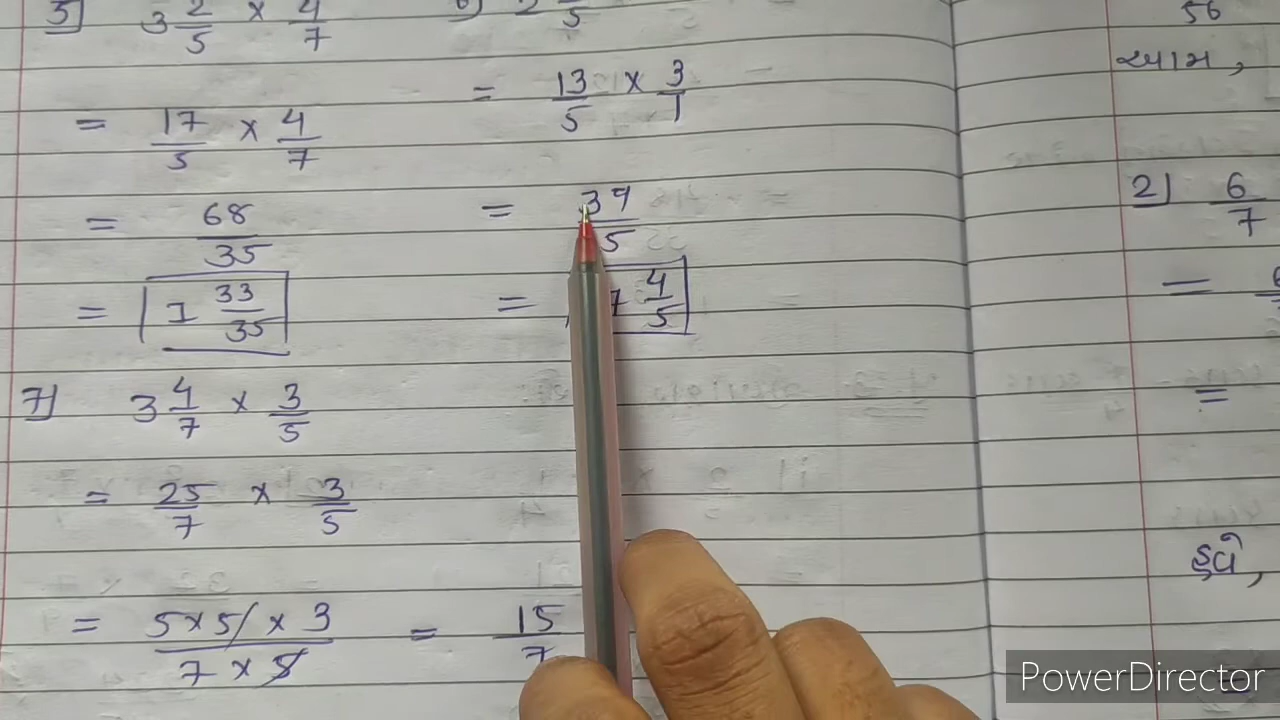 5) 3 2/5 × 4/7
= 17/5 × 4/7
= 68/35
= 1 33/35
= 13/5 × 3/1
= 39/5
= 7 4/5
7) 3 4/7 × 3/5
= 25/7 × 3/5
= 5×5 × 3 / 7 × 5 = 15/7
56
2) 6/7
=
=
PowerDirector